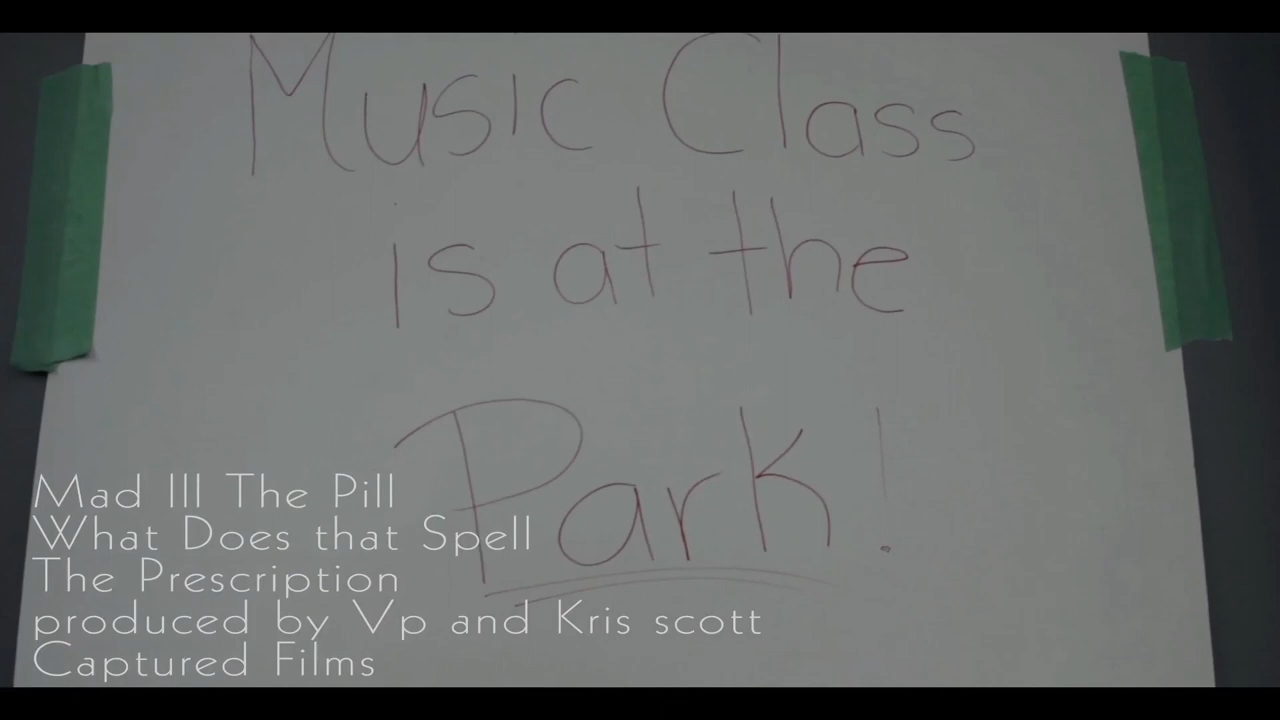 Music Class
is at the
Park!
Mad Ill The Pill
What Does that Spell
The Prescription
produced by Vp and Kris scott
Captured Films